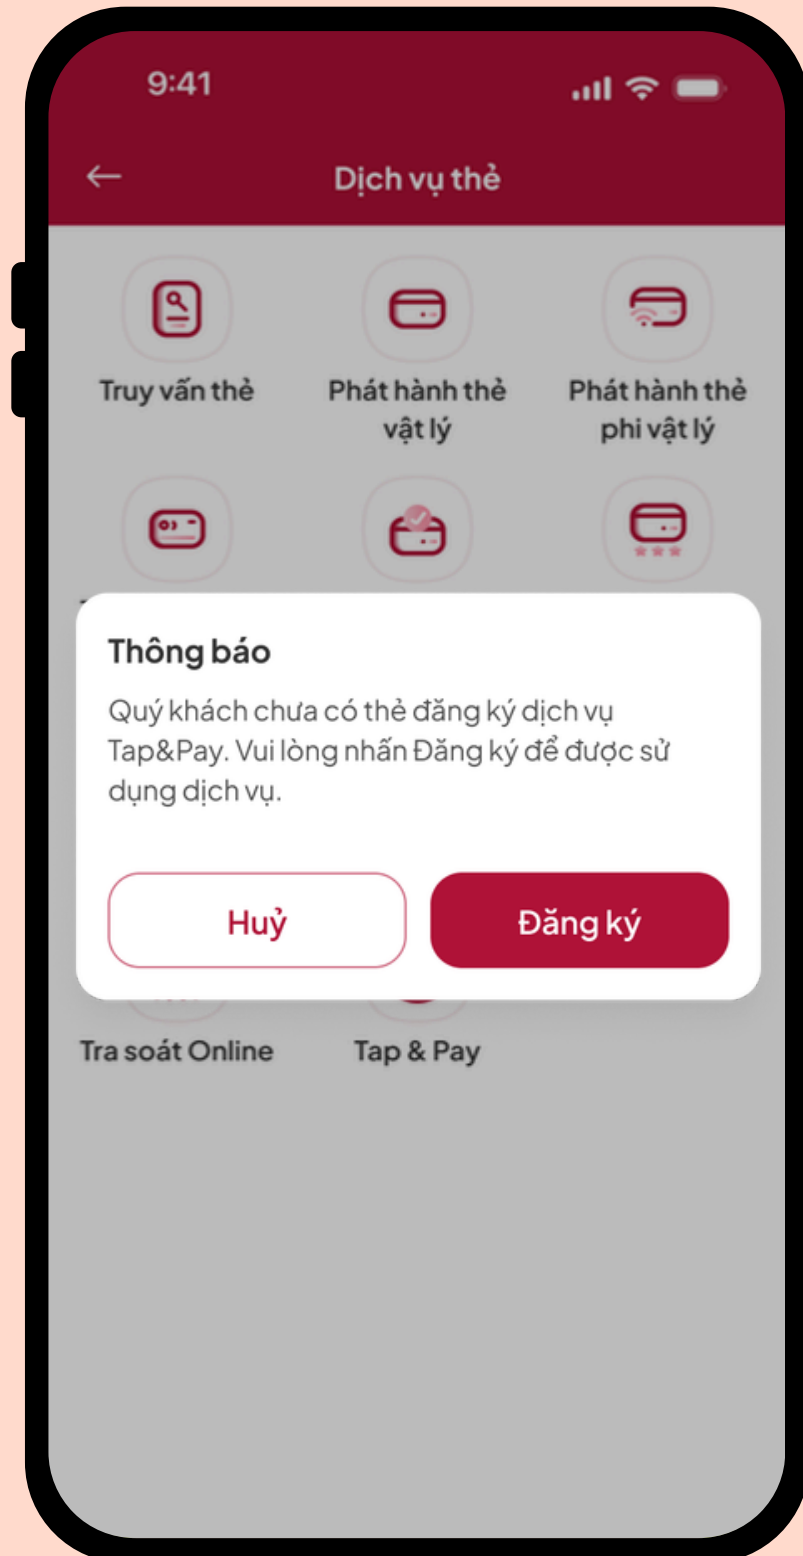 9:41
Dịch vụ thẻ
Truy vấn thẻ
Phát hành thẻ
vật lý
Phát hành thẻ
phi vật lý
Thông báo
Quý khách chưa có thẻ đăng ký dịch vụ
Tap&Pay. Vui lòng nhấn Đăng ký để được sử
dụng dịch vụ.
Huỷ
Đăng ký
Tra soát Online
Tap & Pay